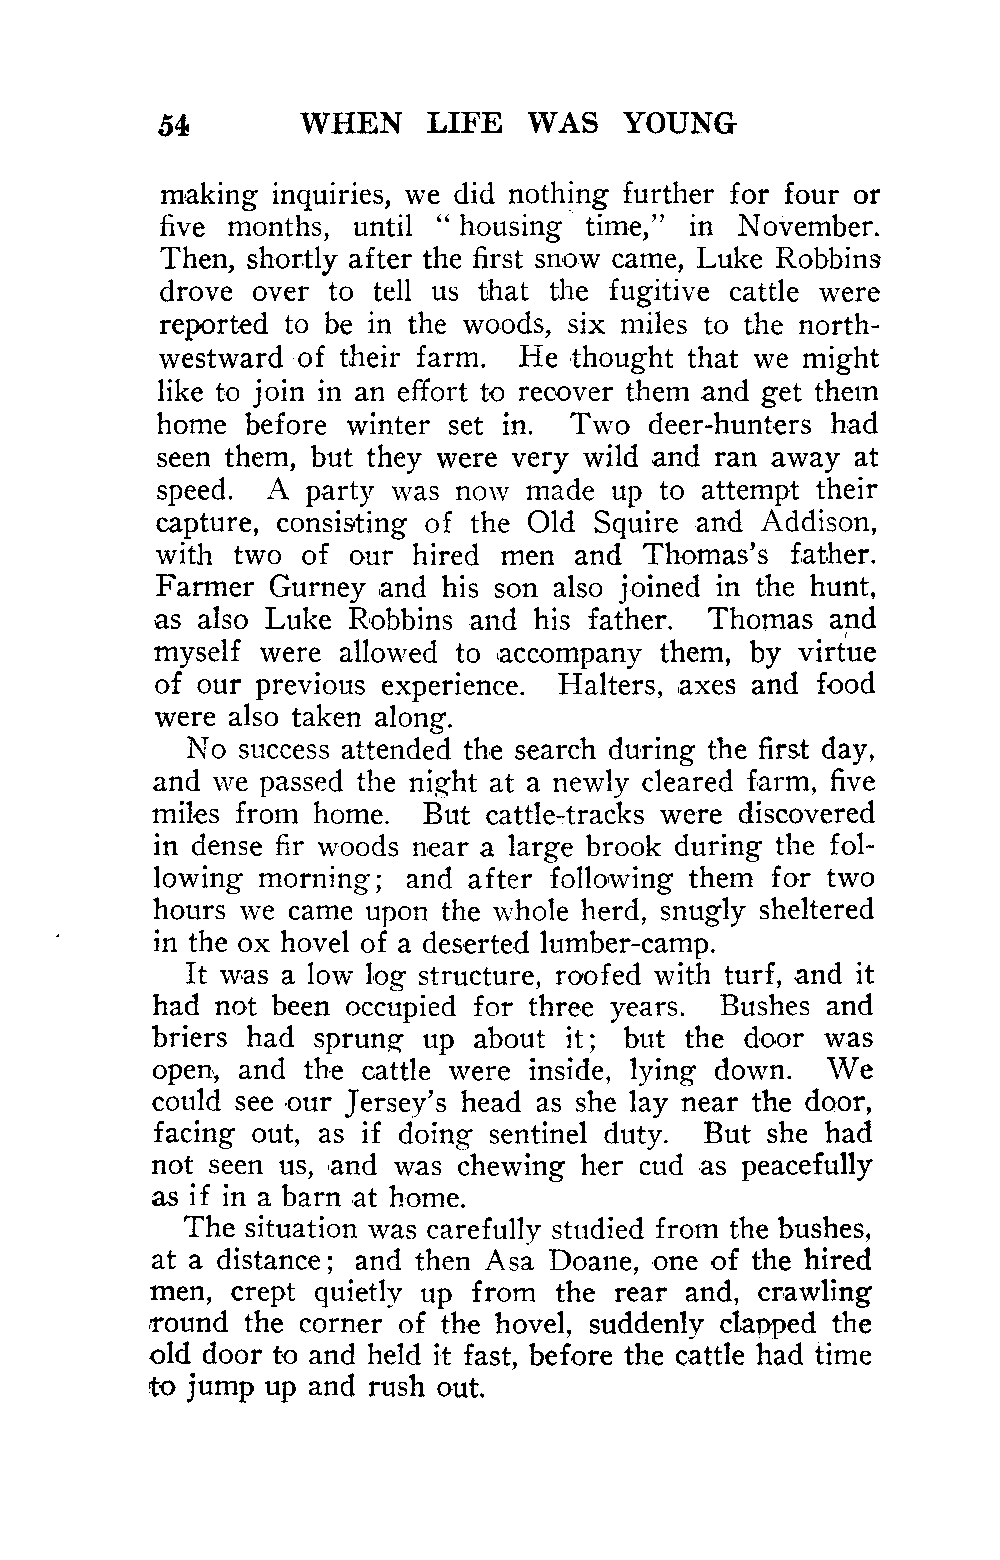 54 WHEN LIFE WAS YOUNG
making inquiries, we did nothing further for four or
five months, until " housing time," in November.
Then, shortly after the first snow came, Luke Robbins
drove over to tell us that the fugitive cattle were
reported to be in the woods, six miles to the north-
westward of their farm. He thought that we might
like to join in an effort to recover them and get them
home before winter set in. Two deer-hunters had
seen them, but they were very wild and ran away at
speed. A party was now made up to attempt their
capture, consisting of the Old Squire and Addison,
with two of our hired men and Thomas's father.
Farmer Gurney and his son also joined in the hunt,
as also Luke Robbins and his father. Thomas and
myself were allowed to accompany them, by virtue
of our previous experience. Halters, axes and food
were also taken along.
No success attended the search during the first day,
and we passed the night at a newly cleared farm, five
miles from home. But cattle-tracks were discovered
in dense fir woods near a large brook during the fol-
lowing morning; and after following them for two
hours we came upon the whole herd, snugly sheltered
in the ox hovel of a deserted lumber-camp.
It was a low log structure, roofed with turf, and it
had not been occupied for three years. Bushes and
briers had sprung up about it; but the door was
open, and the cattle were inside, lying down. We
could see our Jersey's head as she lay near the door,
facing out, as if doing sentinel duty. But she had
not seen us, and was chewing her cud as peacefully
as if in a barn at home.
The situation was carefully studied from the bushes,
at a distance; and then Asa Doane, one of the hired
men, crept quietly up from the rear and, crawling
round the corner of the hovel, suddenly clapped the
old door to and held it fast, before the cattle had time
to jump up and rush out.